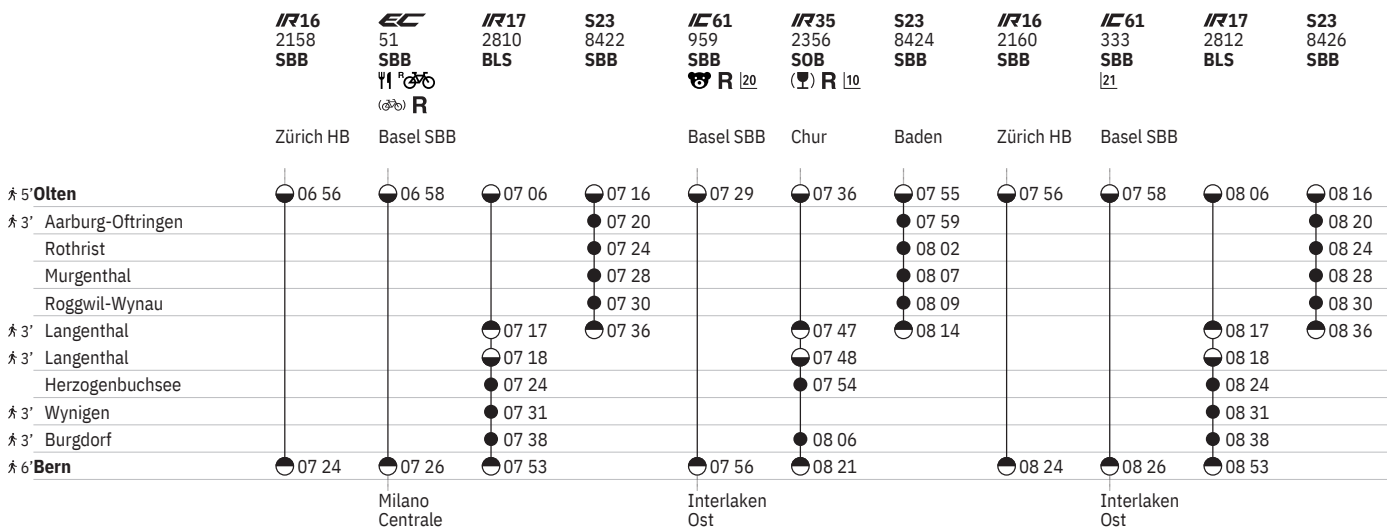 IR16 EC IR17 S23 IC61 IR35 S23 IR16 IC61 IR17 S23
2158 51 2810 8422 959 2356 8424 2160 333 2812 8426
SBB SBB BLS SBB SBB SOB SBB SBB SBB BLS SBB
R R 20 R 10 21
R
Zürich HB Basel SBB Basel SBB Chur Baden Zürich HB Basel SBB
5' Olten 06 56 06 58 07 06 07 16 07 29 07 36 07 55 07 56 07 58 08 06 08 16
3' Aarburg-Oftringen 07 20 07 59 08 20
Rothrist 07 24 08 02 08 24
Murgenthal 07 28 08 07 08 28
Roggwil-Wynau 07 30 08 09 08 30
3' Langenthal 07 17 07 36 07 47 08 14 08 17 08 36
3' Langenthal 07 18 07 48 08 18
Herzogenbuchsee 07 24 07 54 08 24
3' Wynigen 07 31 08 31
3' Burgdorf 07 38 08 06 08 38
6' Bern 07 24 07 26 07 53 07 56 08 21 08 24 08 26 08 53
Milano Interlaken Interlaken
Centrale Ost Ost